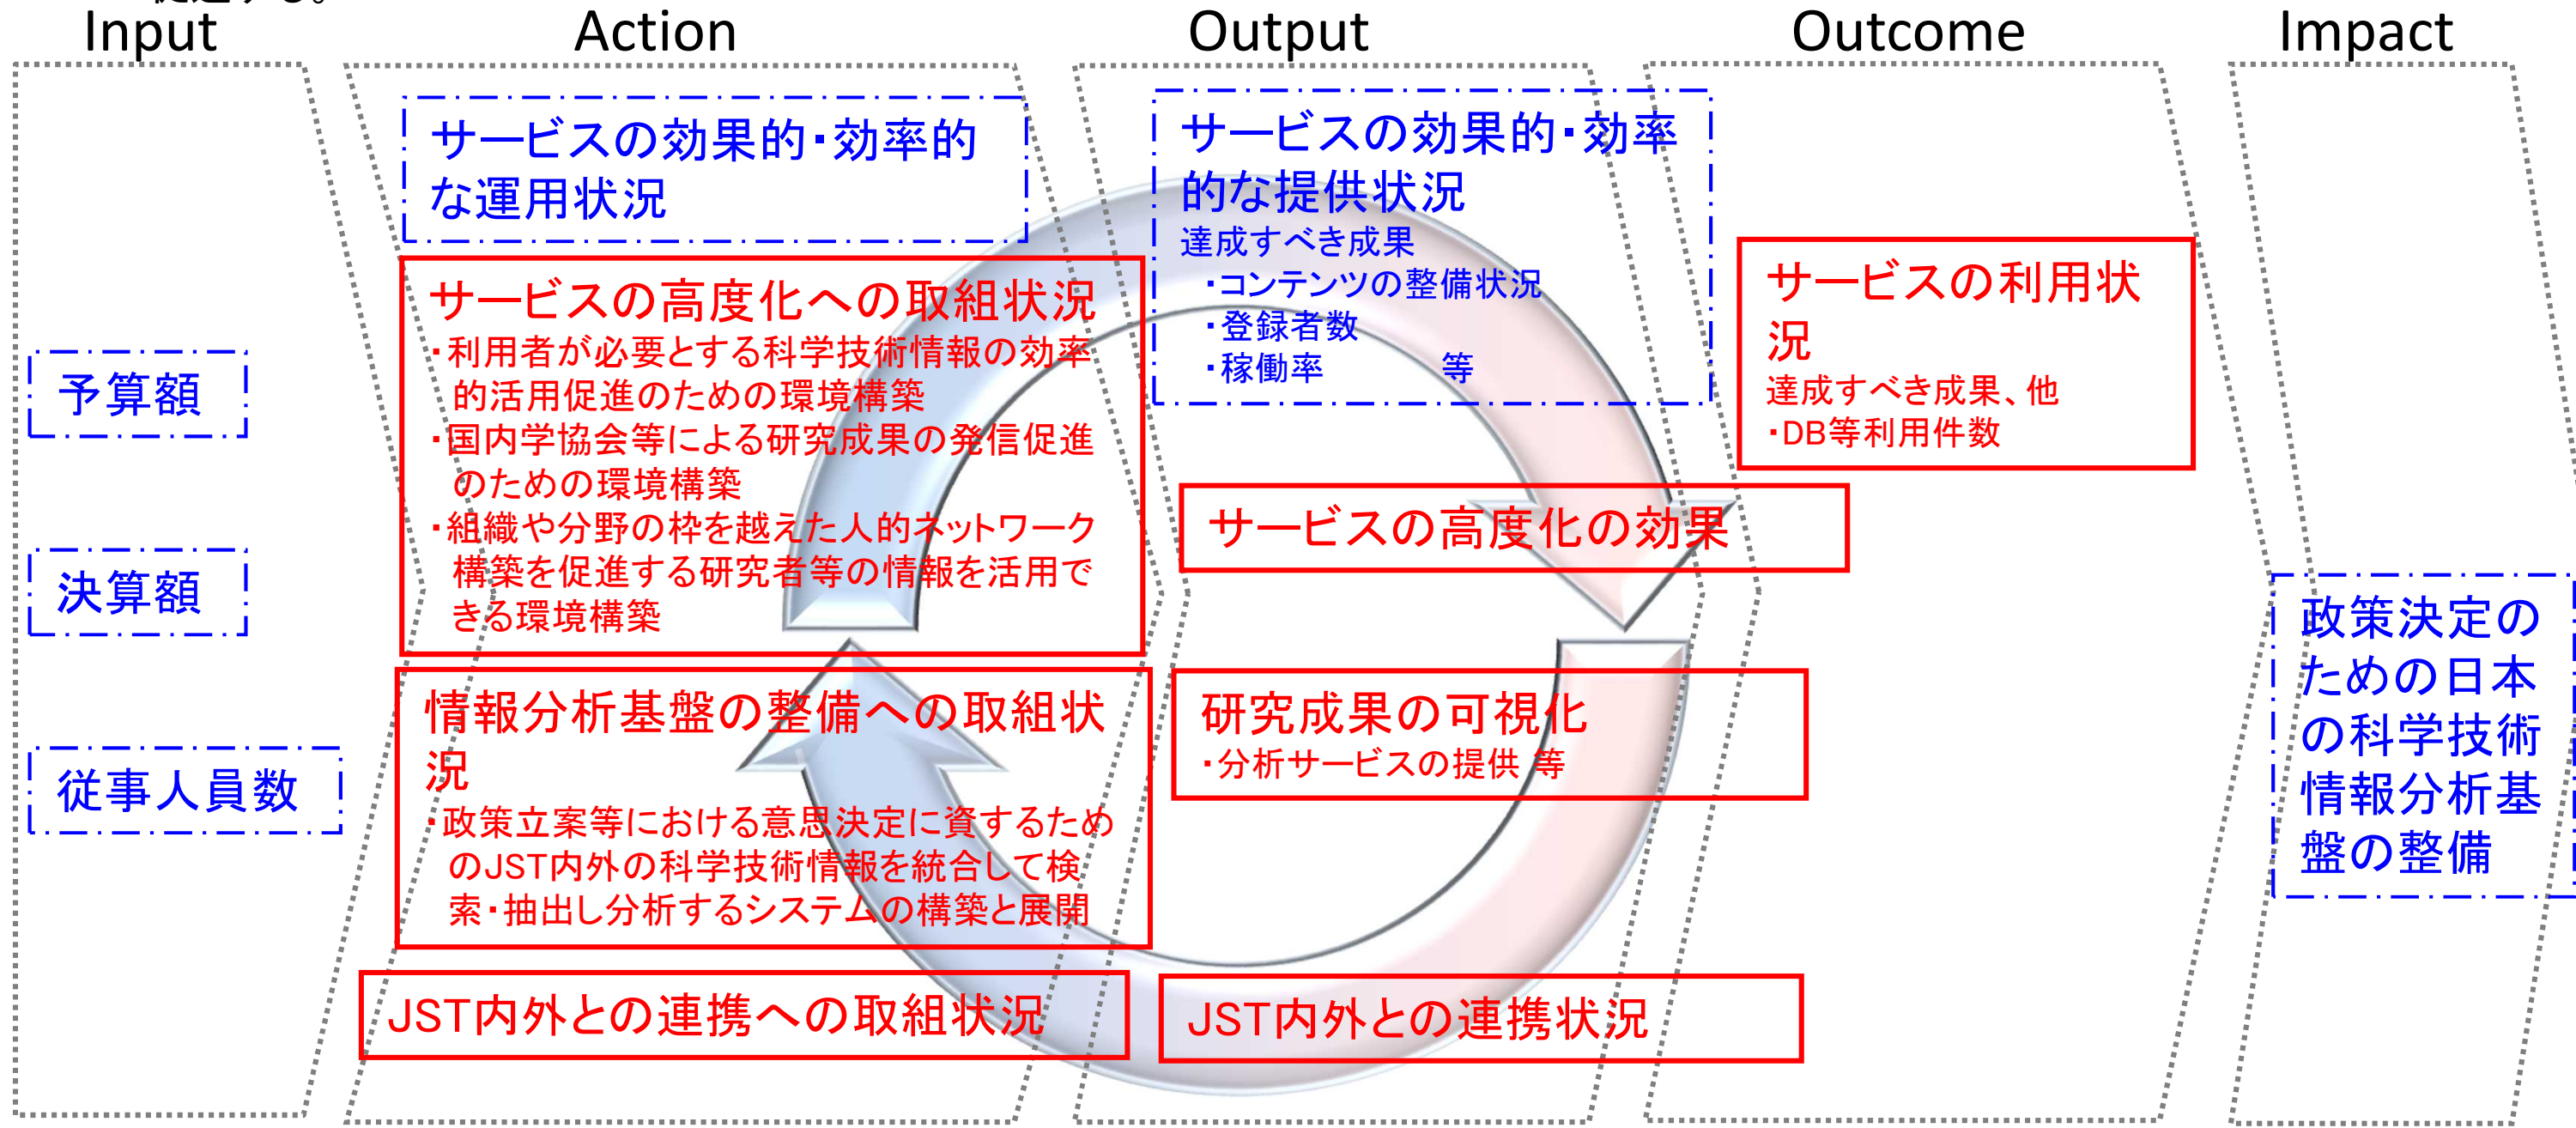 促進する。
Input
Action
Output
Outcome
Impact
予算額
決算額
従事人員数
サービスの効果的・効率的
な運用状況
サービスの高度化への取組状況
・利用者が必要とする科学技術情報の効率
的活用促進のための環境構築
・国内学協会等による研究成果の発信促進
のための環境構築
・組織や分野の枠を越えた人的ネットワーク
構築を促進する研究者等の情報を活用で
きる環境構築
情報分析基盤の整備への取組状
況
・政策立案等における意思決定に資するため
のJST内外の科学技術情報を統合して検
索・抽出し分析するシステムの構築と展開
JST内外との連携への取組状況
サービスの効果的・効率
的な提供状況
達成すべき成果
・コンテンツの整備状況
・登録者数
・稼働率 等
サービスの高度化の効果
研究成果の可視化
・分析サービスの提供 等
JST内外との連携状況
サービスの利用状
況
達成すべき成果、他
・DB等利用件数
政策決定の
ための日本
の科学技術
情報分析基
盤の整備